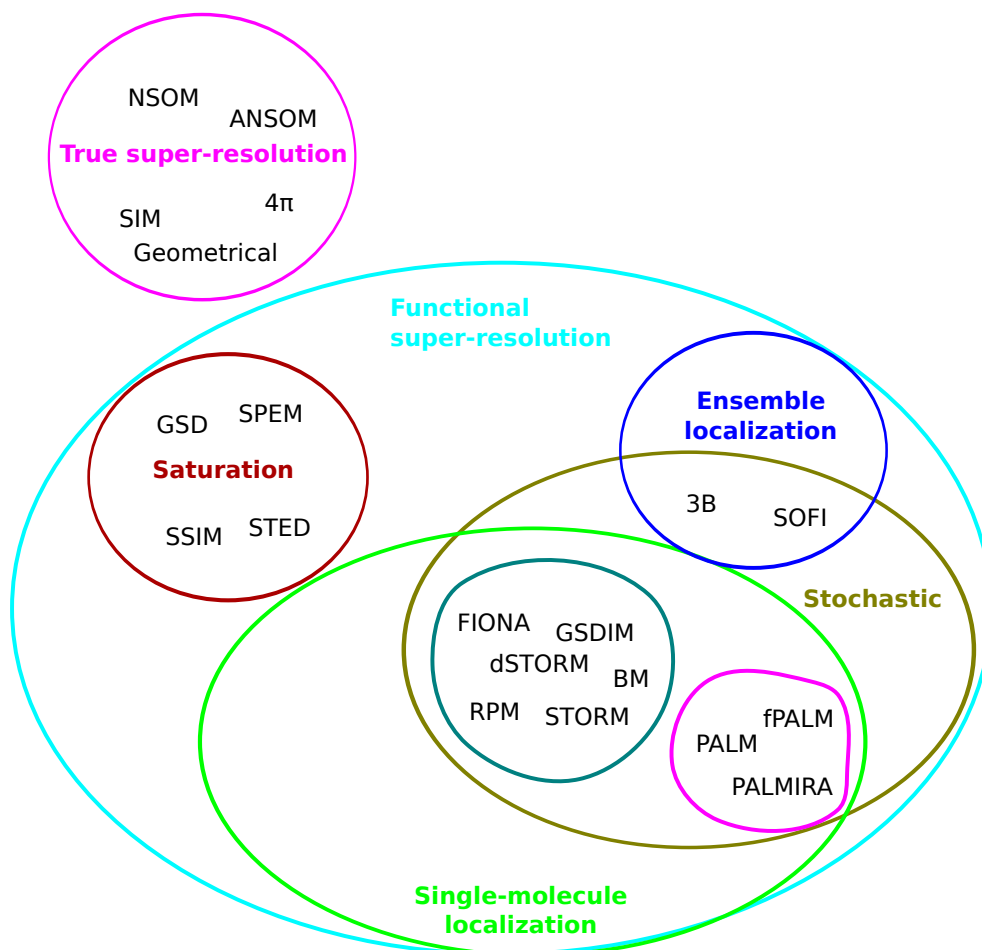 NSOM
ANSOM
True super-resolution
4π
SIM
Geometrical
Functional
super-resolution
Ensemble
localization
SPEM
GSD
Saturation
STED
SSIM
3B
SOFI
Stochastic
FIONA
GSDIM
dSTORM
BM
RPM
STORM
fPALM
PALM
PALMIRA
Single-molecule
localization